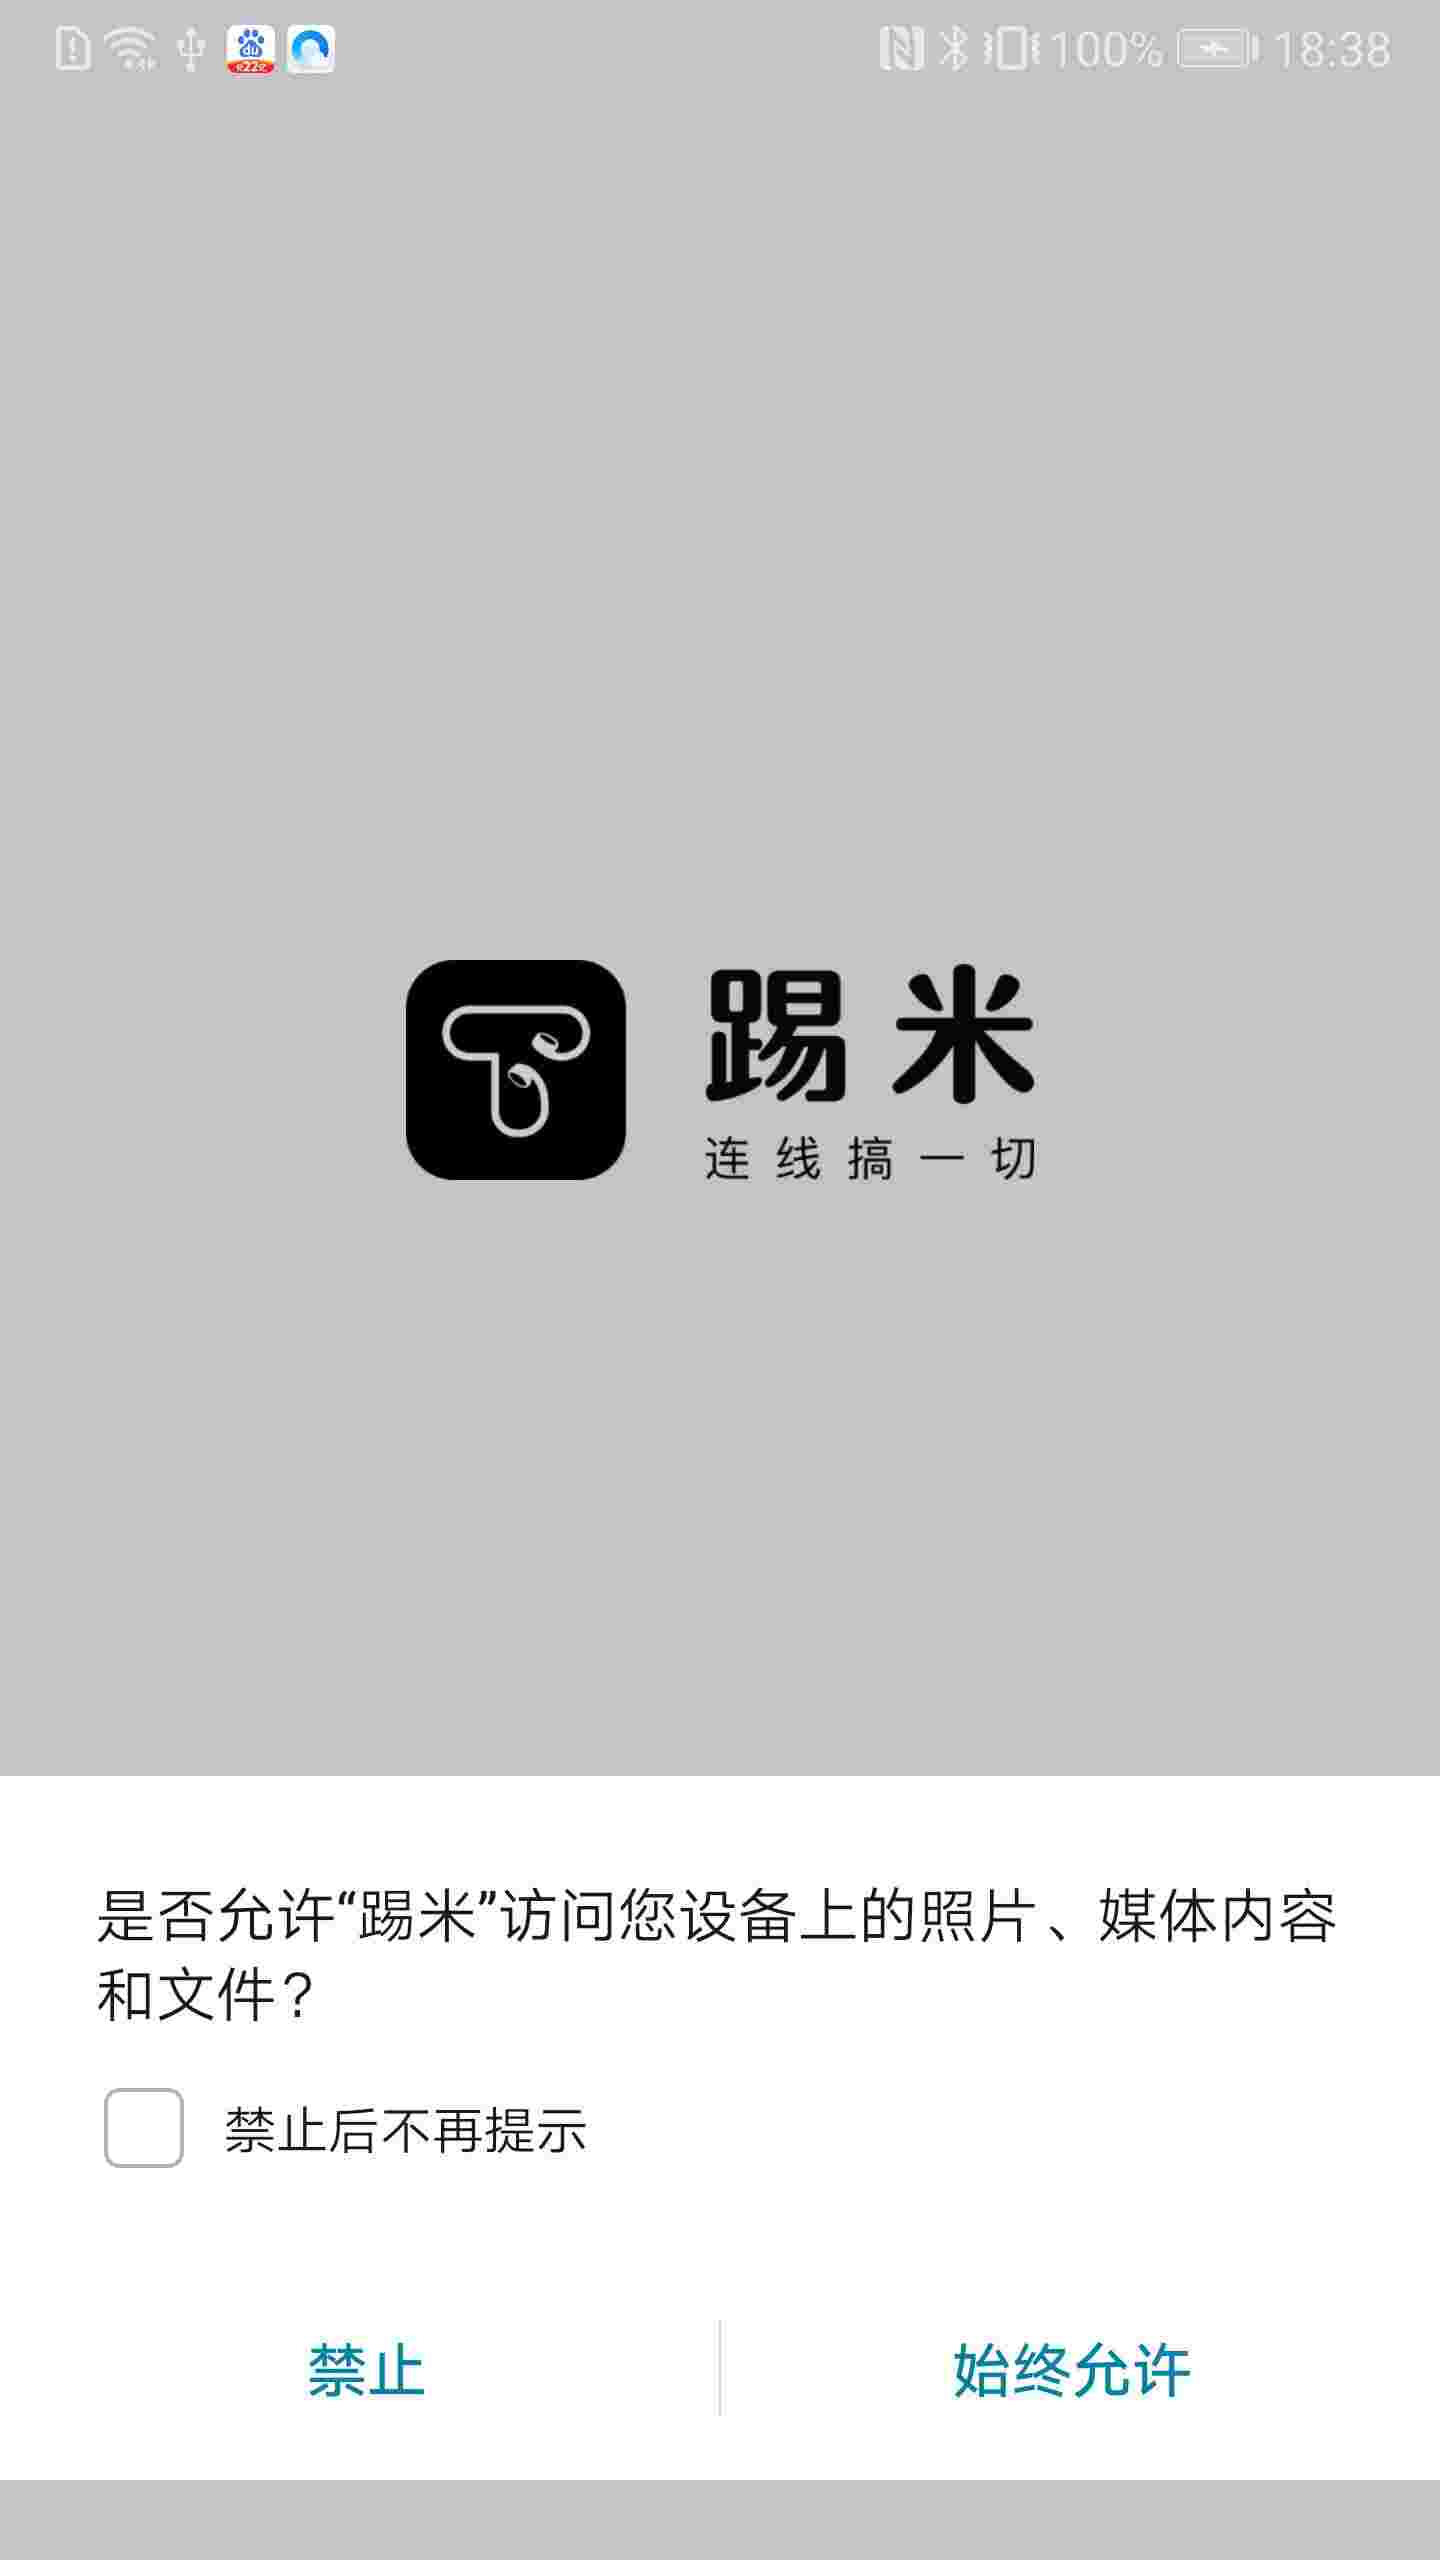 100% 18:38
踢米
连线搞一切
是否允许“踢米”访问您设备上的照片、媒体内容
和文件?
禁止后不再提示
禁止 始终允许